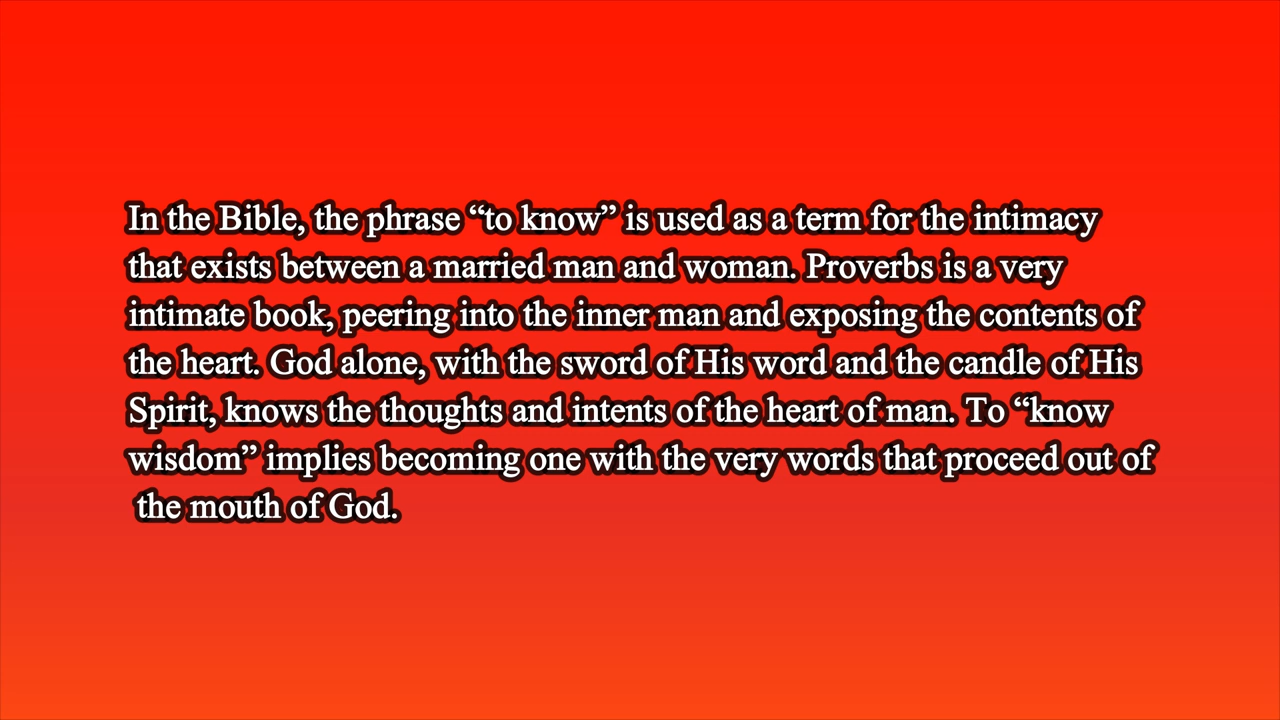 In the Bible, the phrase “to know” is used as a term for the intimacy
that exists between a married man and woman. Proverbs is a very
intimate book, peering into the inner man and exposing the contents of
the heart. God alone, with the sword of His word and the candle of His
Spirit, knows the thoughts and intents of the heart of man. To “know
wisdom” implies becoming one with the very words that proceed out of
the mouth of God.